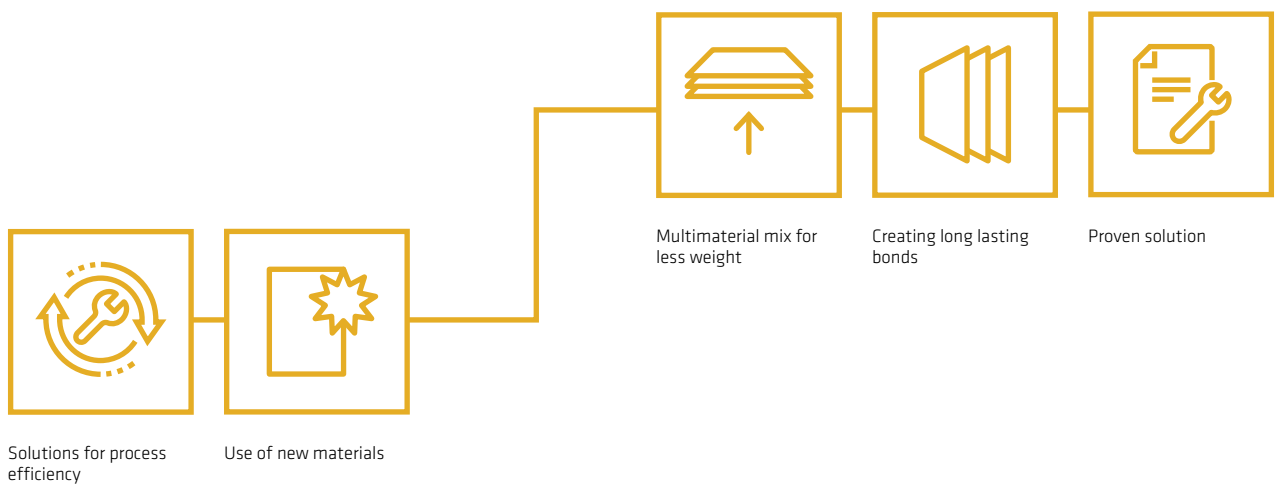 Multimaterial mix for
less weight
Creating long lasting
bonds
Proven solution
Solutions for process
efficiency
Use of new materials